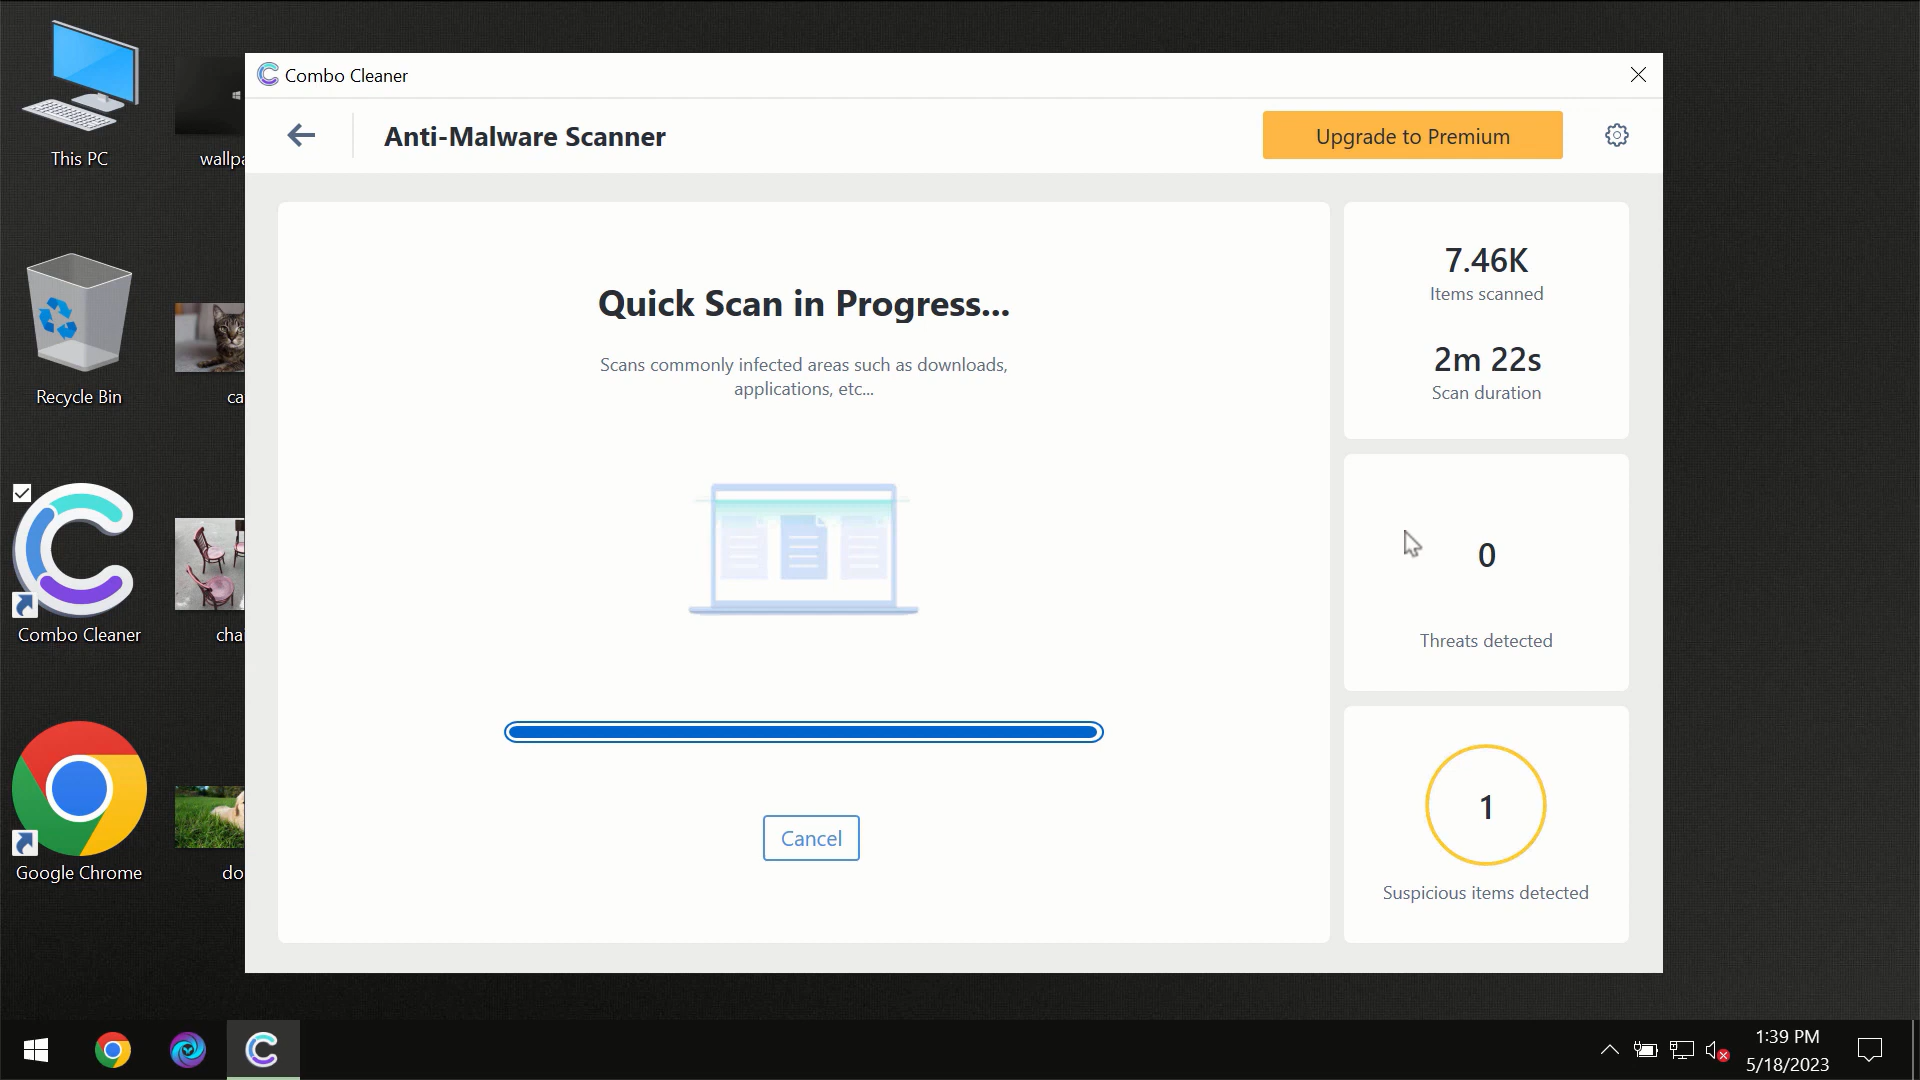 Combo Cleaner
Anti-Malware Scanner
Upgrade to Premium
Quick Scan in Progress...
Scans commonly infected areas such as downloads,
applications, etc...
Cancel
7.46K
Items scanned
2m 22s
Scan duration
0
Threats detected
1
Suspicious items detected
This PC
wallpa
Recycle Bin
ca
Combo Cleaner
chai
Google Chrome
do
1:39 PM
5/18/2023